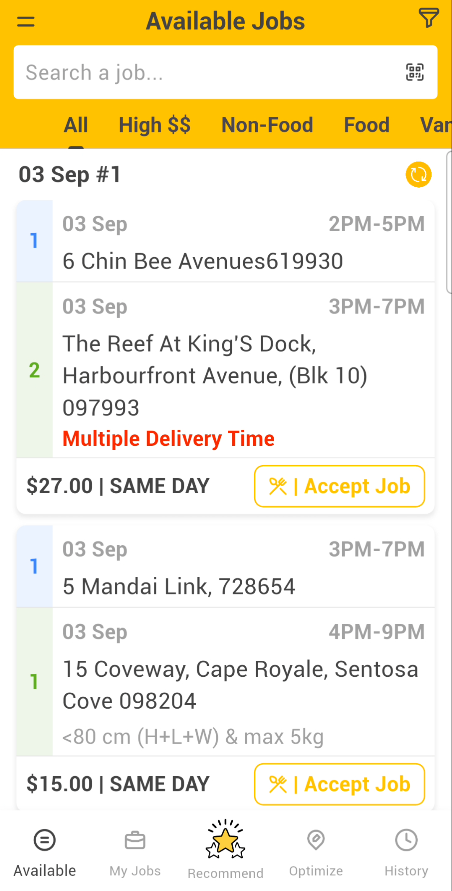 Available Jobs
Search a job...
All High $$ Non-Food Food Van
03 Sep #1
1
03 Sep 2PM-5PM
6 Chin Bee Avenues619930
2
03 Sep 3PM-7PM
The Reef At King'S Dock,
Harbourfront Avenue, (Blk 10)
097993
Multiple Delivery Time
$27.00 | SAME DAY | Accept Job
1
03 Sep 3PM-7PM
5 Mandai Link, 728654
1
03 Sep 4PM-9PM
15 Coveway, Cape Royale, Sentosa
Cove 098204
<80 cm (H+L+W) & max 5kg
$15.00 | SAME DAY | Accept Job
Available My Jobs Recommend Optimize History